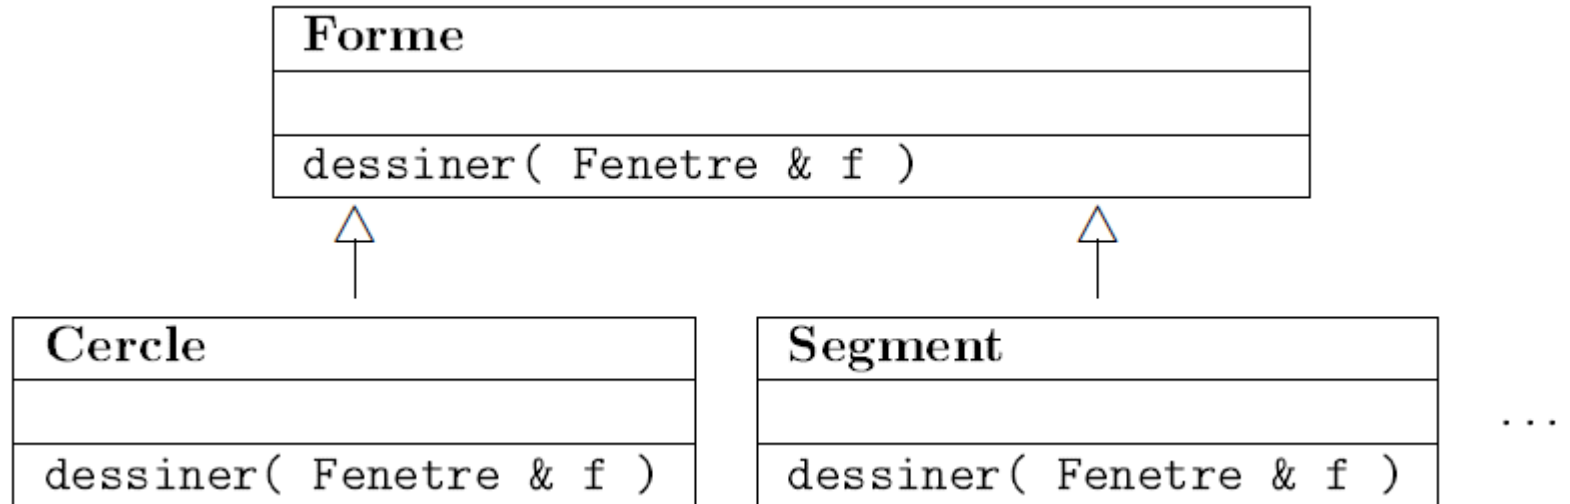 Forme
dessiner( Fenetre & f )
Cercle
Segment
...
dessiner( Fenetre & f )
dessiner( Fenetre & f )